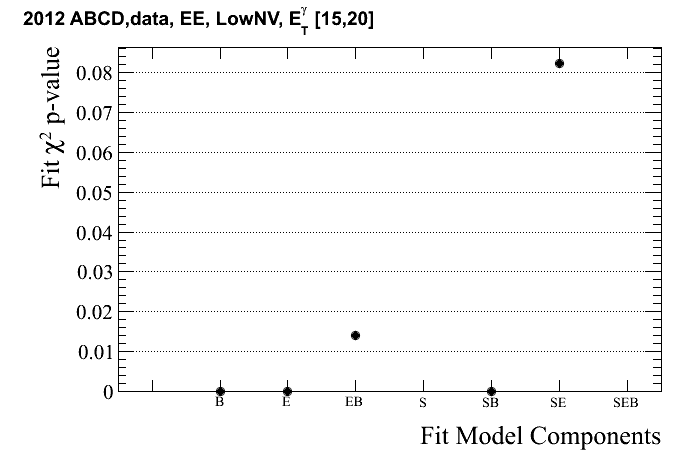 2012 ABCD,data, EE, LowNV, E_T^γ [15,20]
Fit χ² p-value
0.08
0.07
0.06
0.05
0.04
0.03
0.02
0.01
0
B E EB S SB SE SEB
Fit Model Components